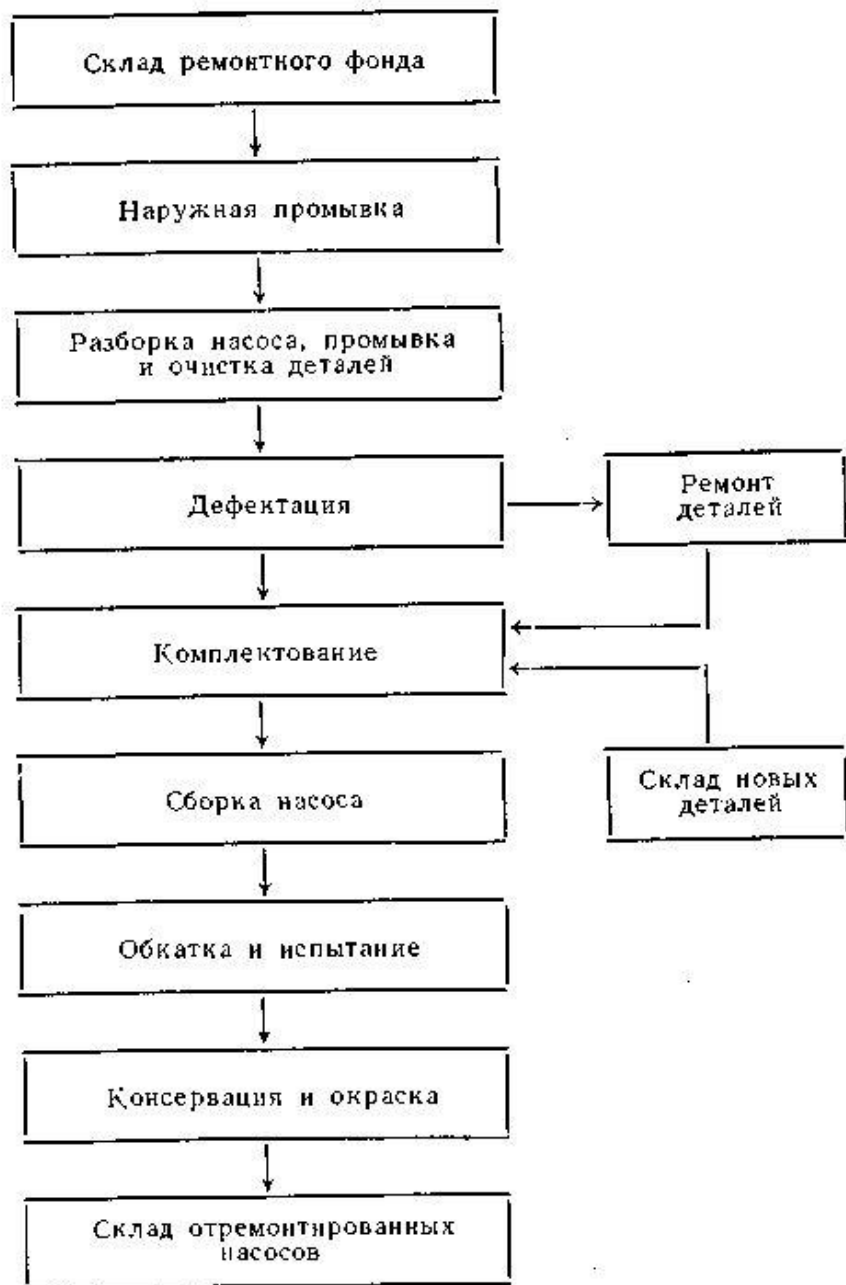 Склад ремонтного фонда
Наружная промывка
Разборка насоса, промывка
и очистка деталей
Дефектация
Ремонт
деталей
Комплектование
Сборка насоса
Склад новых
деталей
Обкатка и испытание
Консервация и окраска
Склад отремонтированных
насосов